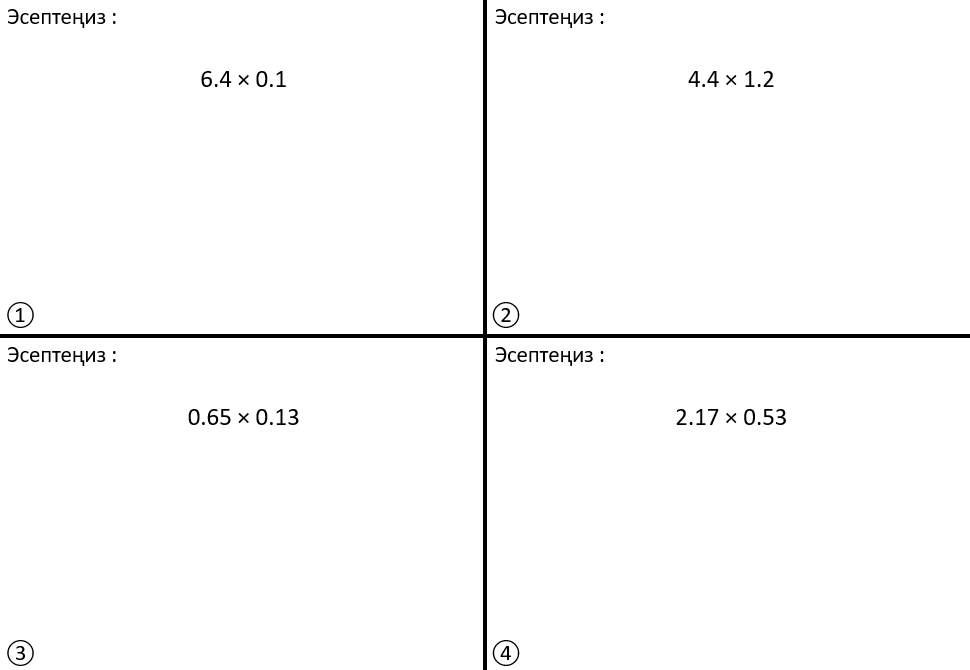 Эсептеңиз :
6.4 × 0.1
①
Эсептеңиз :
4.4 × 1.2
②
Эсептеңиз :
0.65 × 0.13
③
Эсептеңиз :
2.17 × 0.53
④